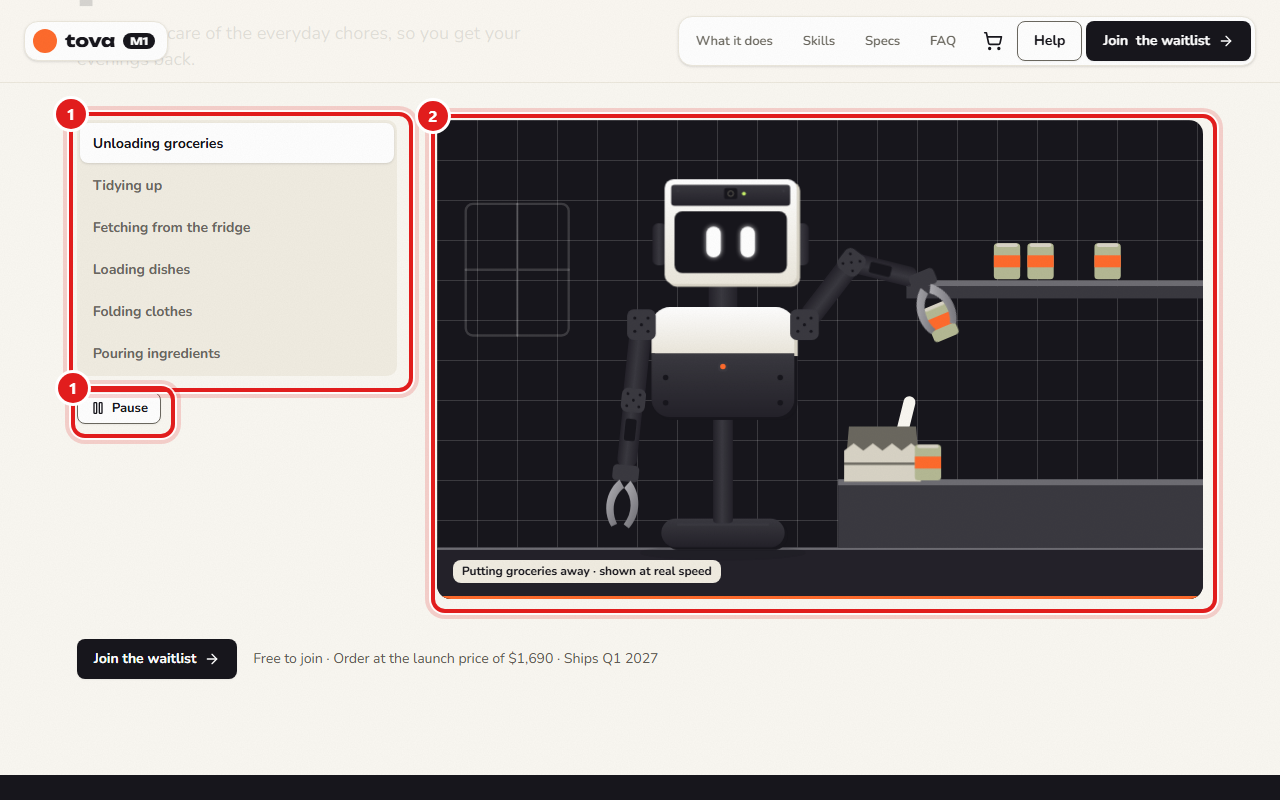 care of the everyday chores, so you get your
evenings back.
tova M1
What it does
Skills
Specs
FAQ
Help
Join the waitlist
1
Unloading groceries
Tidying up
Fetching from the fridge
Loading dishes
Folding clothes
Pouring ingredients
1
Pause
2
Putting groceries away · shown at real speed
Join the waitlist
Free to join · Order at the launch price of $1,690 · Ships Q1 2027